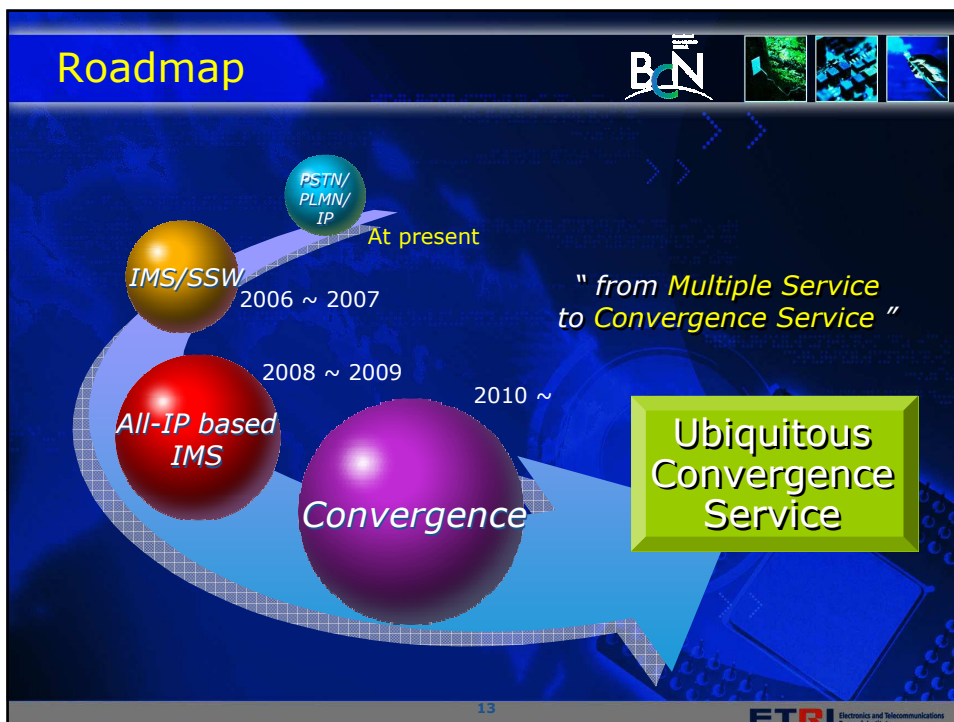 Roadmap
BcN
PSTN/
PLMN/
IP
At present
IMS/SSW
2006 ~ 2007
" from Multiple Service
to Convergence Service "
2008 ~ 2009
All-IP based
IMS
2010 ~
Convergence
Ubiquitous
Convergence
Service
13
ETRI
Electronics and Telecommunications